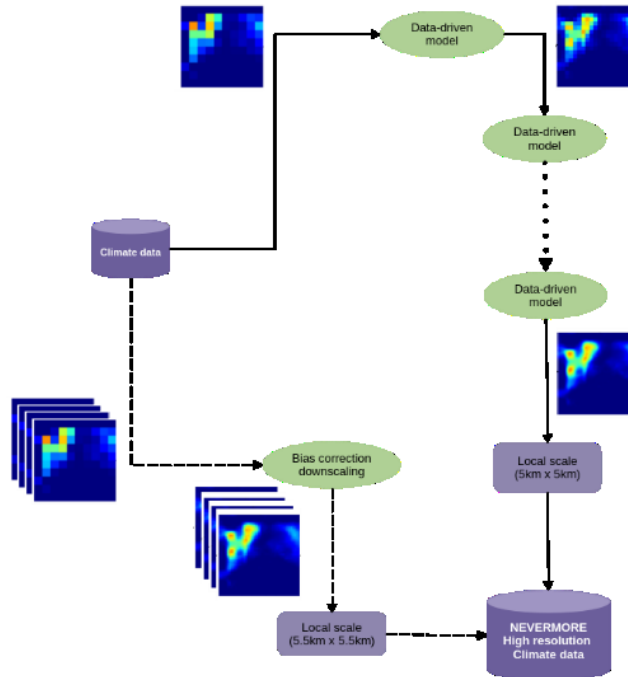 Data-driven
model
Data-driven
model
Climate data
Data-driven
model
Bias correction
downscaling
Local scale
(5km x 5km)
Local scale
(5.5km x 5.5km)
NEVERMORE
High resolution
Climate data